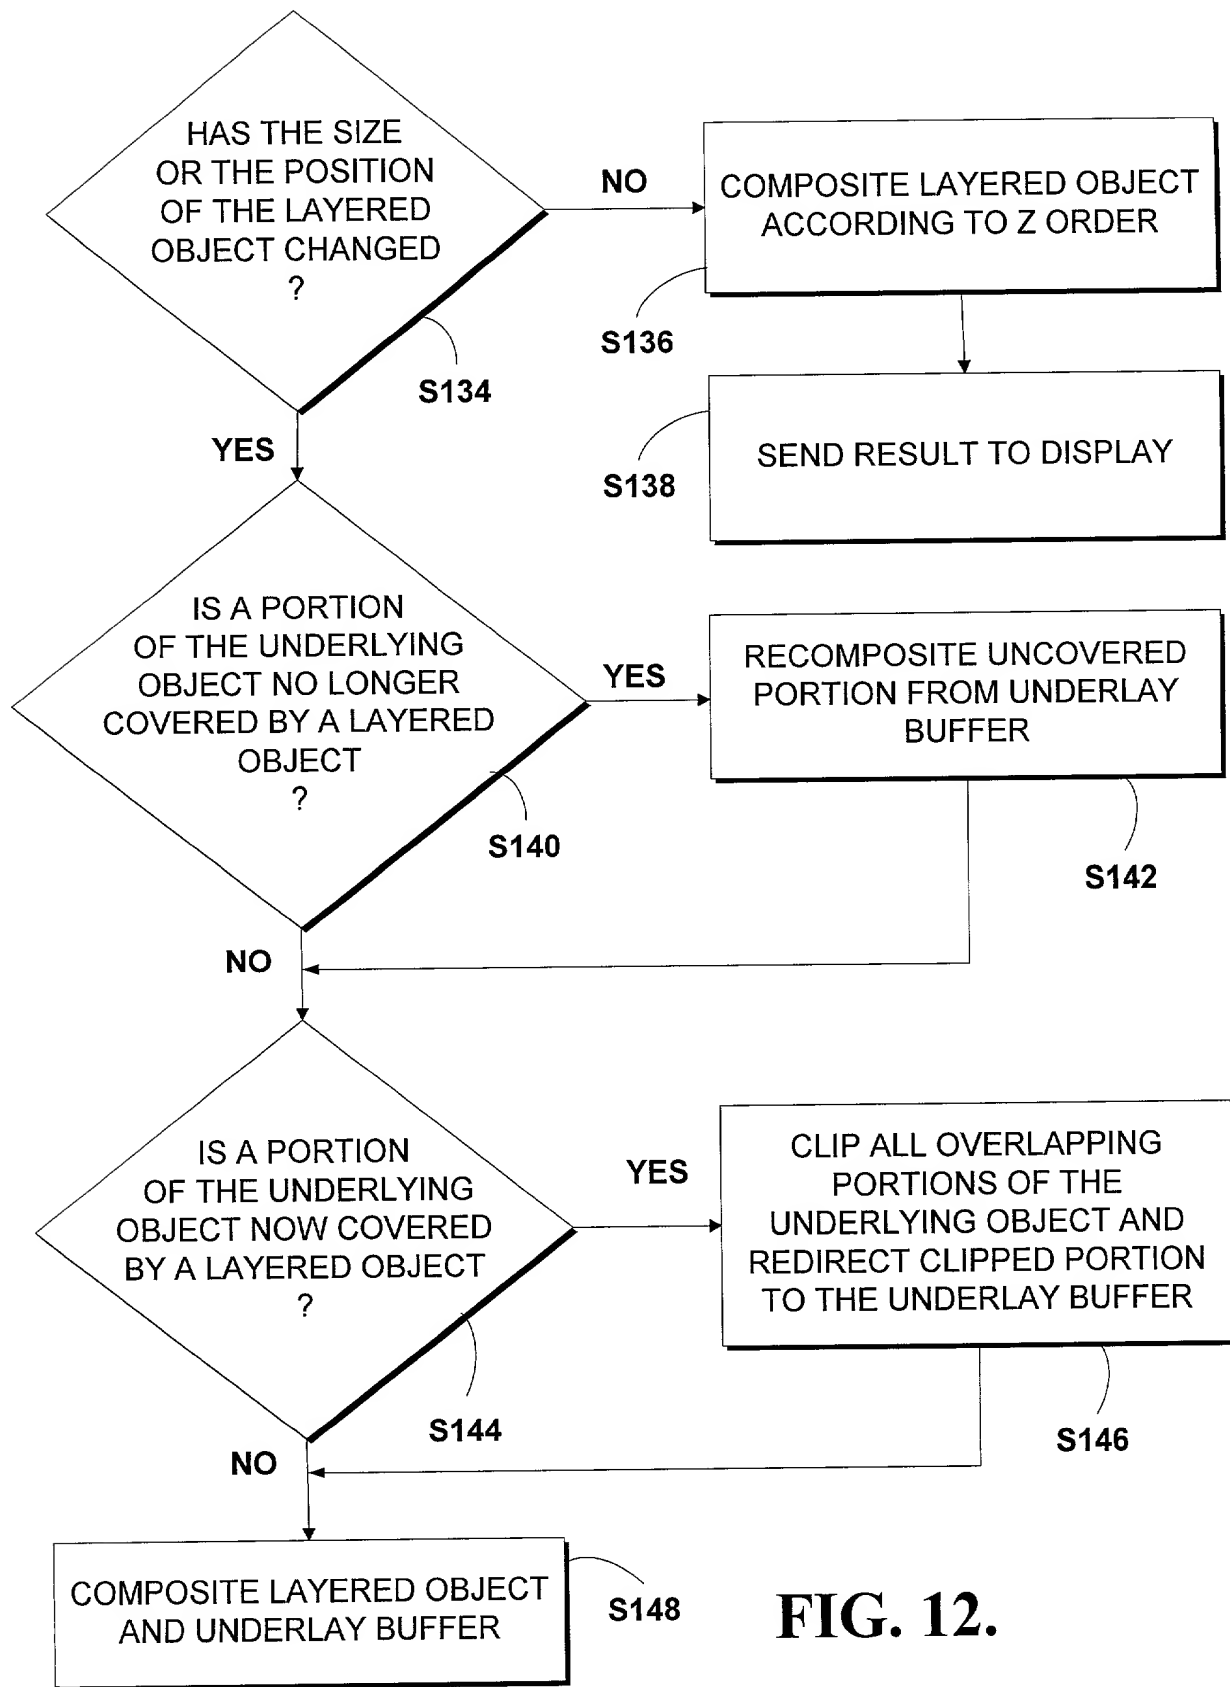 HAS THE SIZE
OR THE POSITION
OF THE LAYERED
OBJECT CHANGED
?
S134
NO
COMPOSITE LAYERED OBJECT
ACCORDING TO Z ORDER
S136
SEND RESULT TO DISPLAY
S138
YES
IS A PORTION
OF THE UNDERLYING
OBJECT NO LONGER
COVERED BY A LAYERED
OBJECT
?
S140
YES
RECOMPOSITE UNCOVERED
PORTION FROM UNDERLAY
BUFFER
S142
NO
IS A PORTION
OF THE UNDERLYING
OBJECT NOW COVERED
BY A LAYERED OBJECT
?
S144
YES
CLIP ALL OVERLAPPING
PORTIONS OF THE
UNDERLYING OBJECT AND
REDIRECT CLIPPED PORTION
TO THE UNDERLAY BUFFER
S146
NO
COMPOSITE LAYERED OBJECT
AND UNDERLAY BUFFER
S148
FIG. 12.